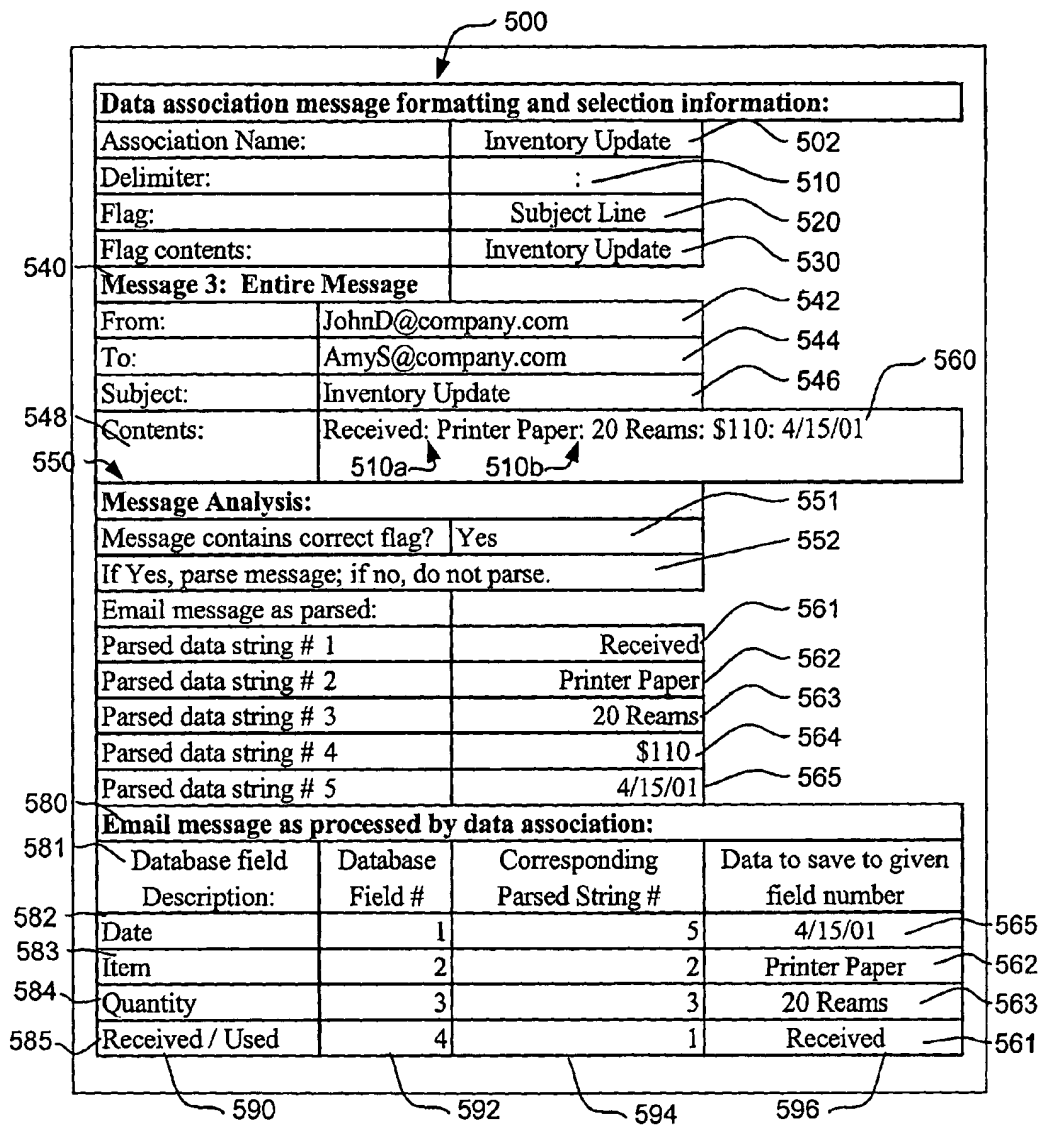 500
Data association message formatting and selection information:
Association Name: Inventory Update 502
Delimiter: : 510
Flag: Subject Line 520
Flag contents: Inventory Update 530
540
Message 3: Entire Message
From: JohnD@company.com 542
To: AmyS@company.com 544
Subject: Inventory Update 546
560
548
Contents: Received: Printer Paper: 20 Reams: $110: 4/15/01
510a 510b
550
Message Analysis:
Message contains correct flag? Yes 551
If Yes, parse message; if no, do not parse. 552
Email message as parsed:
Parsed data string # 1 Received 561
Parsed data string # 2 Printer Paper 562
Parsed data string # 3 20 Reams 563
Parsed data string # 4 $110 564
Parsed data string # 5 4/15/01 565
580
Email message as processed by data association:
581
Database field Database Corresponding Data to save to given
Description: Field # Parsed String # field number
582
Date 1 5 4/15/01 565
583
Item 2 2 Printer Paper 562
584 Quantity 3 3 20 Reams 563
585 Received / Used 4 1 Received 561
590 592 594 596